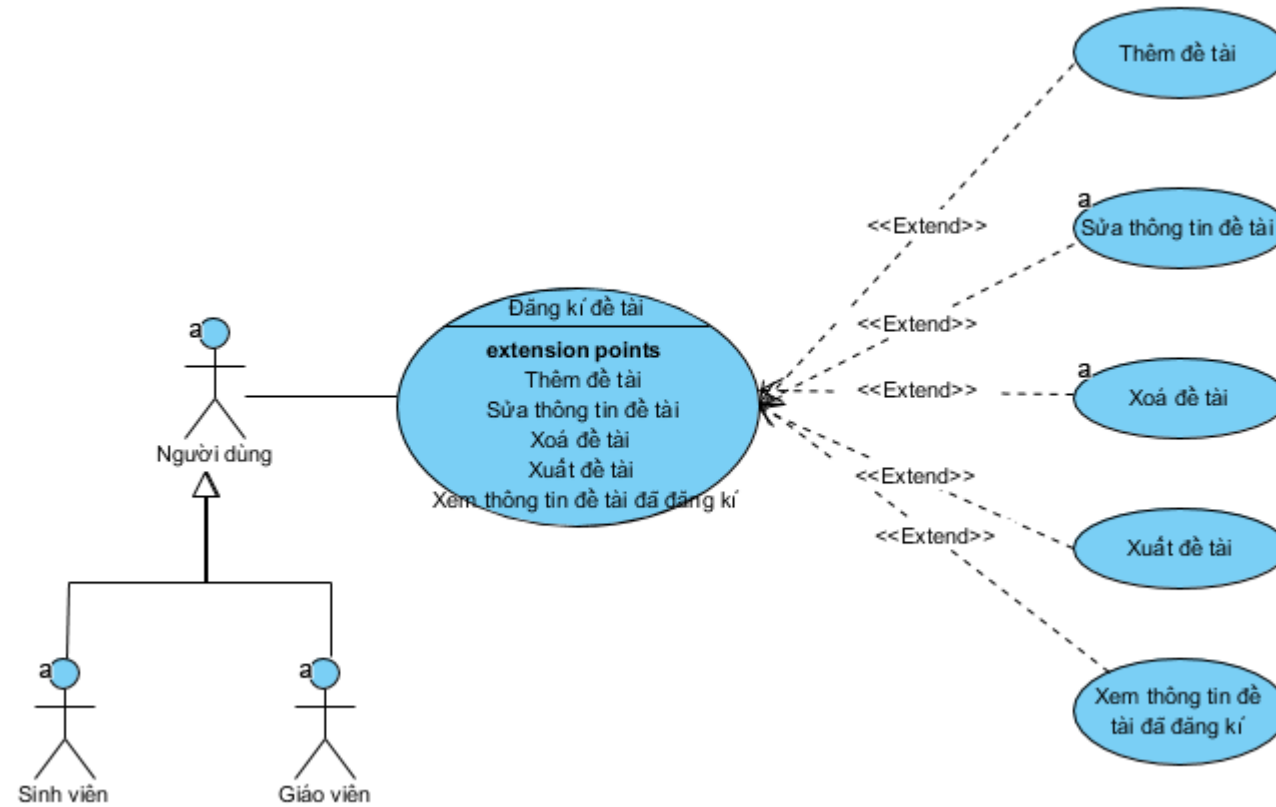 Thêm đề tài
a
Sửa thông tin đề tài
<<Extend>>
Đăng kí đề tài
extension points
Thêm đề tài
Sửa thông tin đề tài
Xoá đề tài
Xuất đề tài
Xem thông tin đề tài đã đăng kí
a
Người dùng
<<Extend>>
a
<<Extend>>
Xoá đề tài
<<Extend>>
<<Extend>>
Xuất đề tài
Xem thông tin đề
tài đã đăng kí
a
Sinh viên
a
Giáo viên